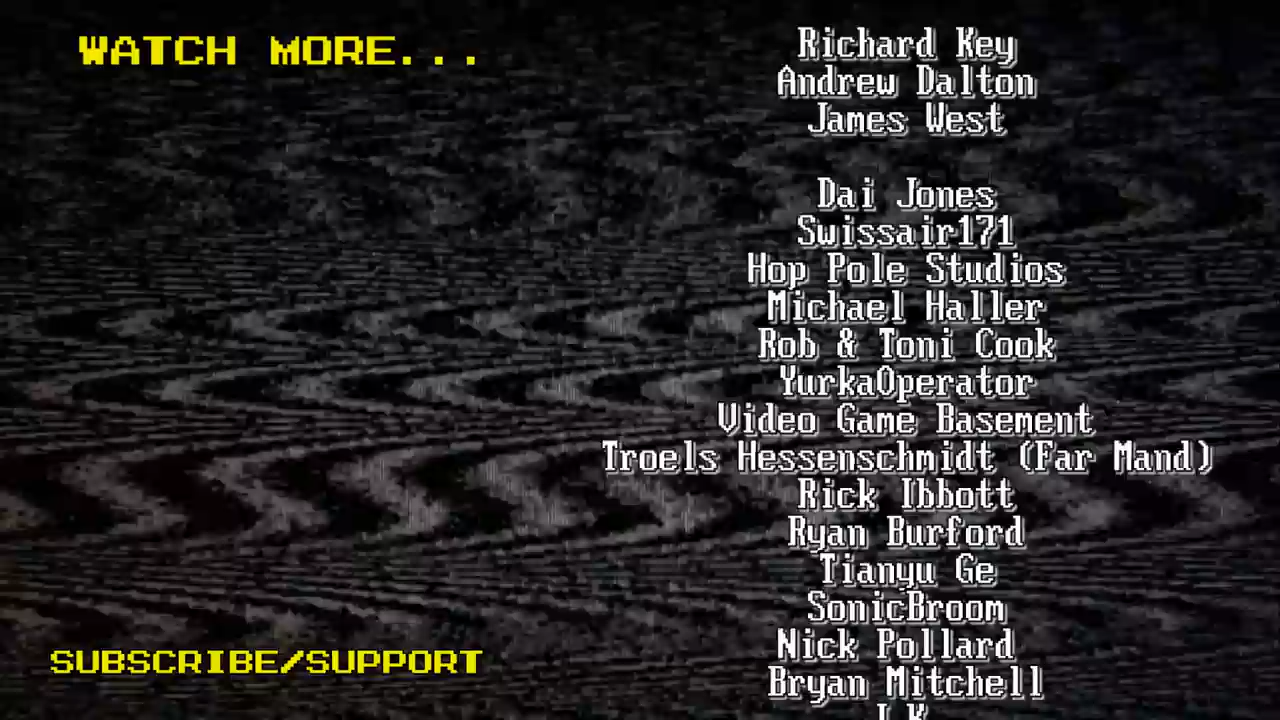 WATCH MORE...
Richard Key
Andrew Dalton
James West
Dai Jones
Swissair171
Hop Pole Studios
Michael Haller
Rob & Toni Cook
YurkaOperator
Video Game Basement
Troels Hessenschmidt (Far Mand)
Rick Ibbott
Ryan Burford
Tianyu Ge
SonicBroom
Nick Pollard
Bryan Mitchell
SUBSCRIBE/SUPPORT